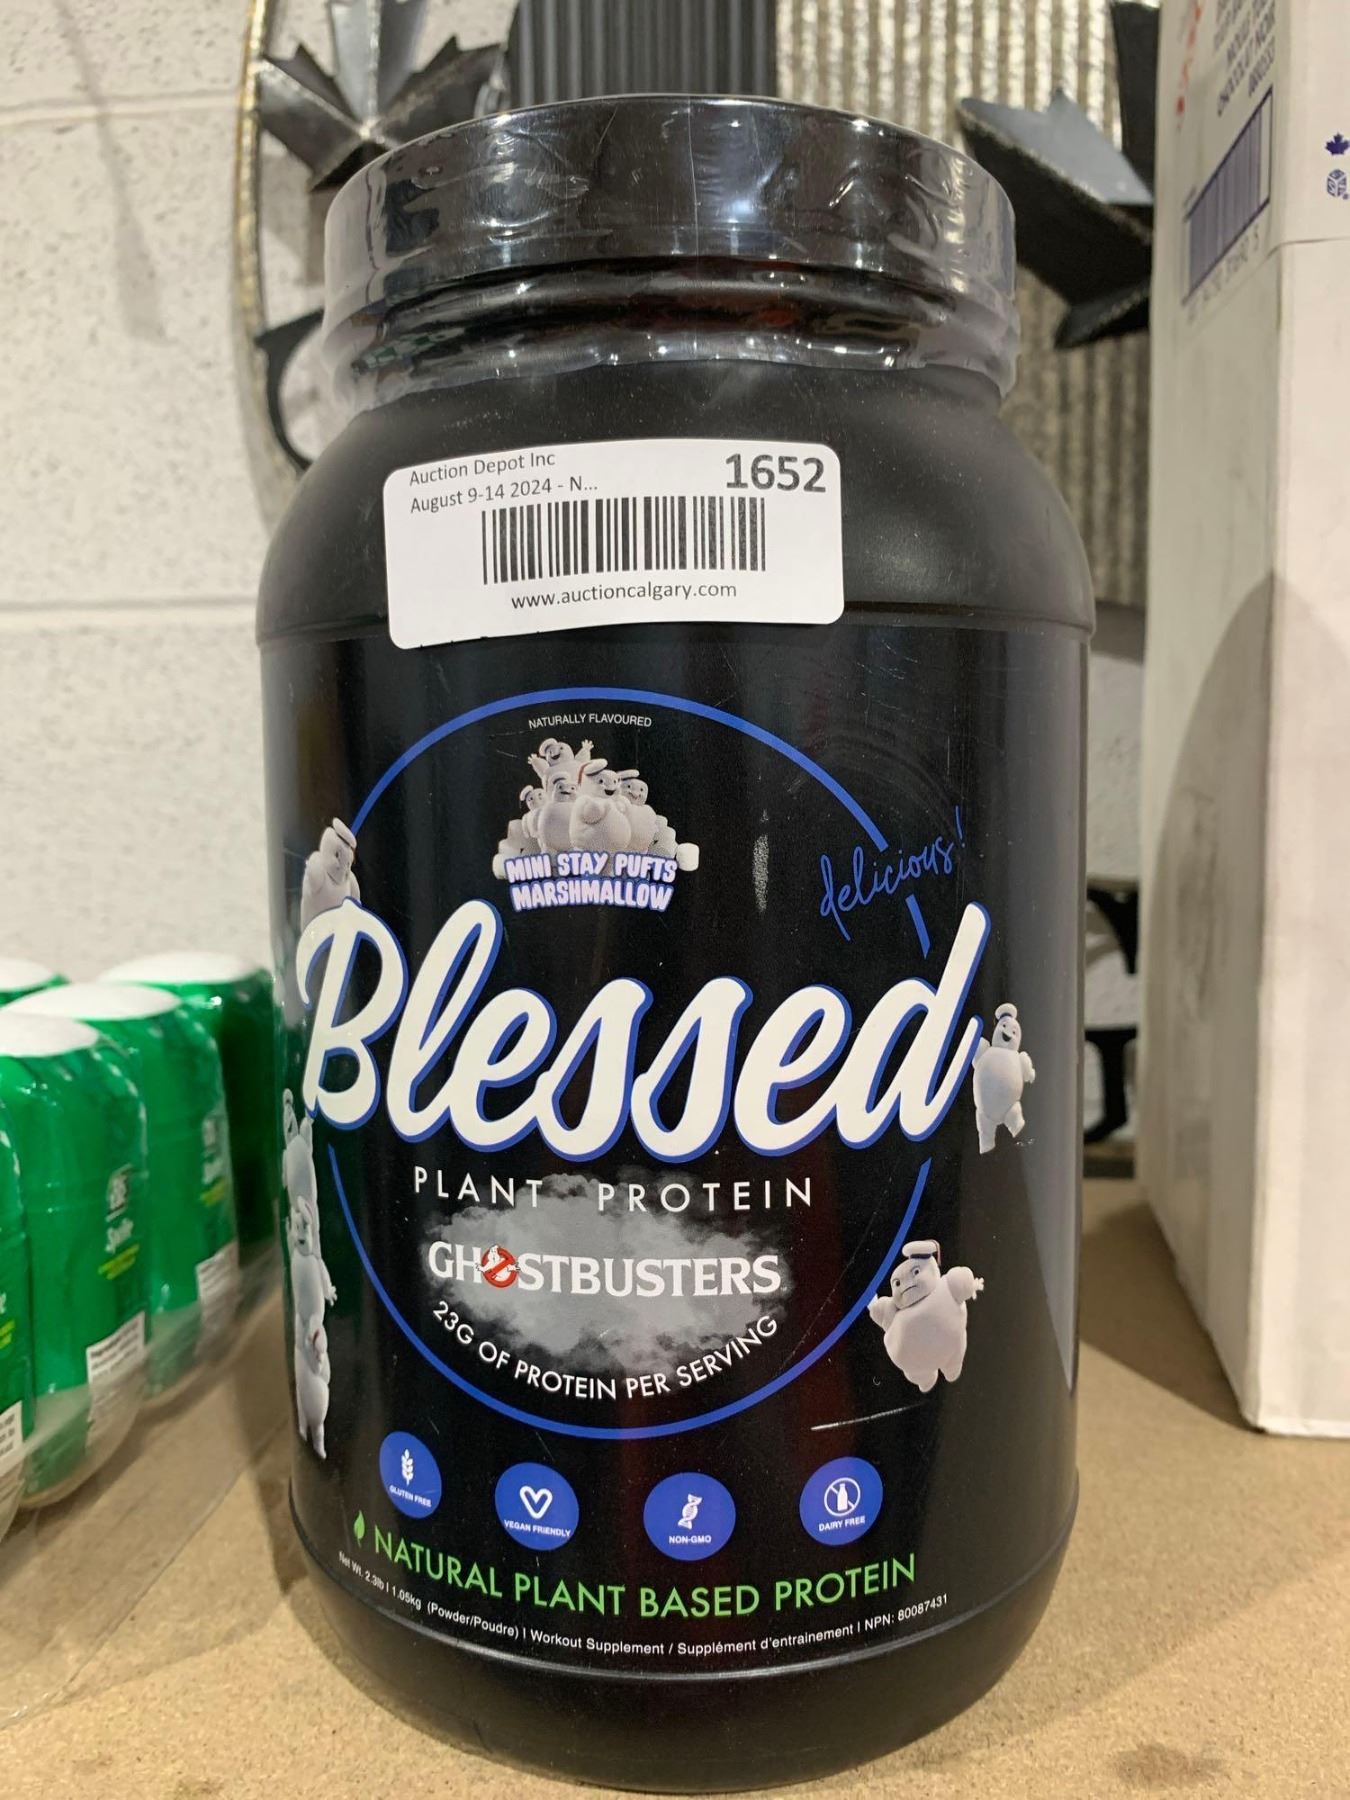 Auction Depot Inc
1652
August 9-14 2024 - N...
www.auctioncalgary.com
NATURALLY FLAVOURED
MINI STAY PUFTS
MARSHMALLOW
delicious!
Blessed
PLANT PROTEIN
GHOSTBUSTERS
23G OF PROTEIN PER SERVING
GLUTEN FREE
VEGAN FRIENDLY
NON-GMO
DAIRY FREE
NATURAL PLANT BASED PROTEIN
Net Wt. 2.3lb | 1.05kg (Powder/Poudre) | Workout Supplement / Supplément d'entrainement | NPN: 80087431
CHOCOLAT NOIR